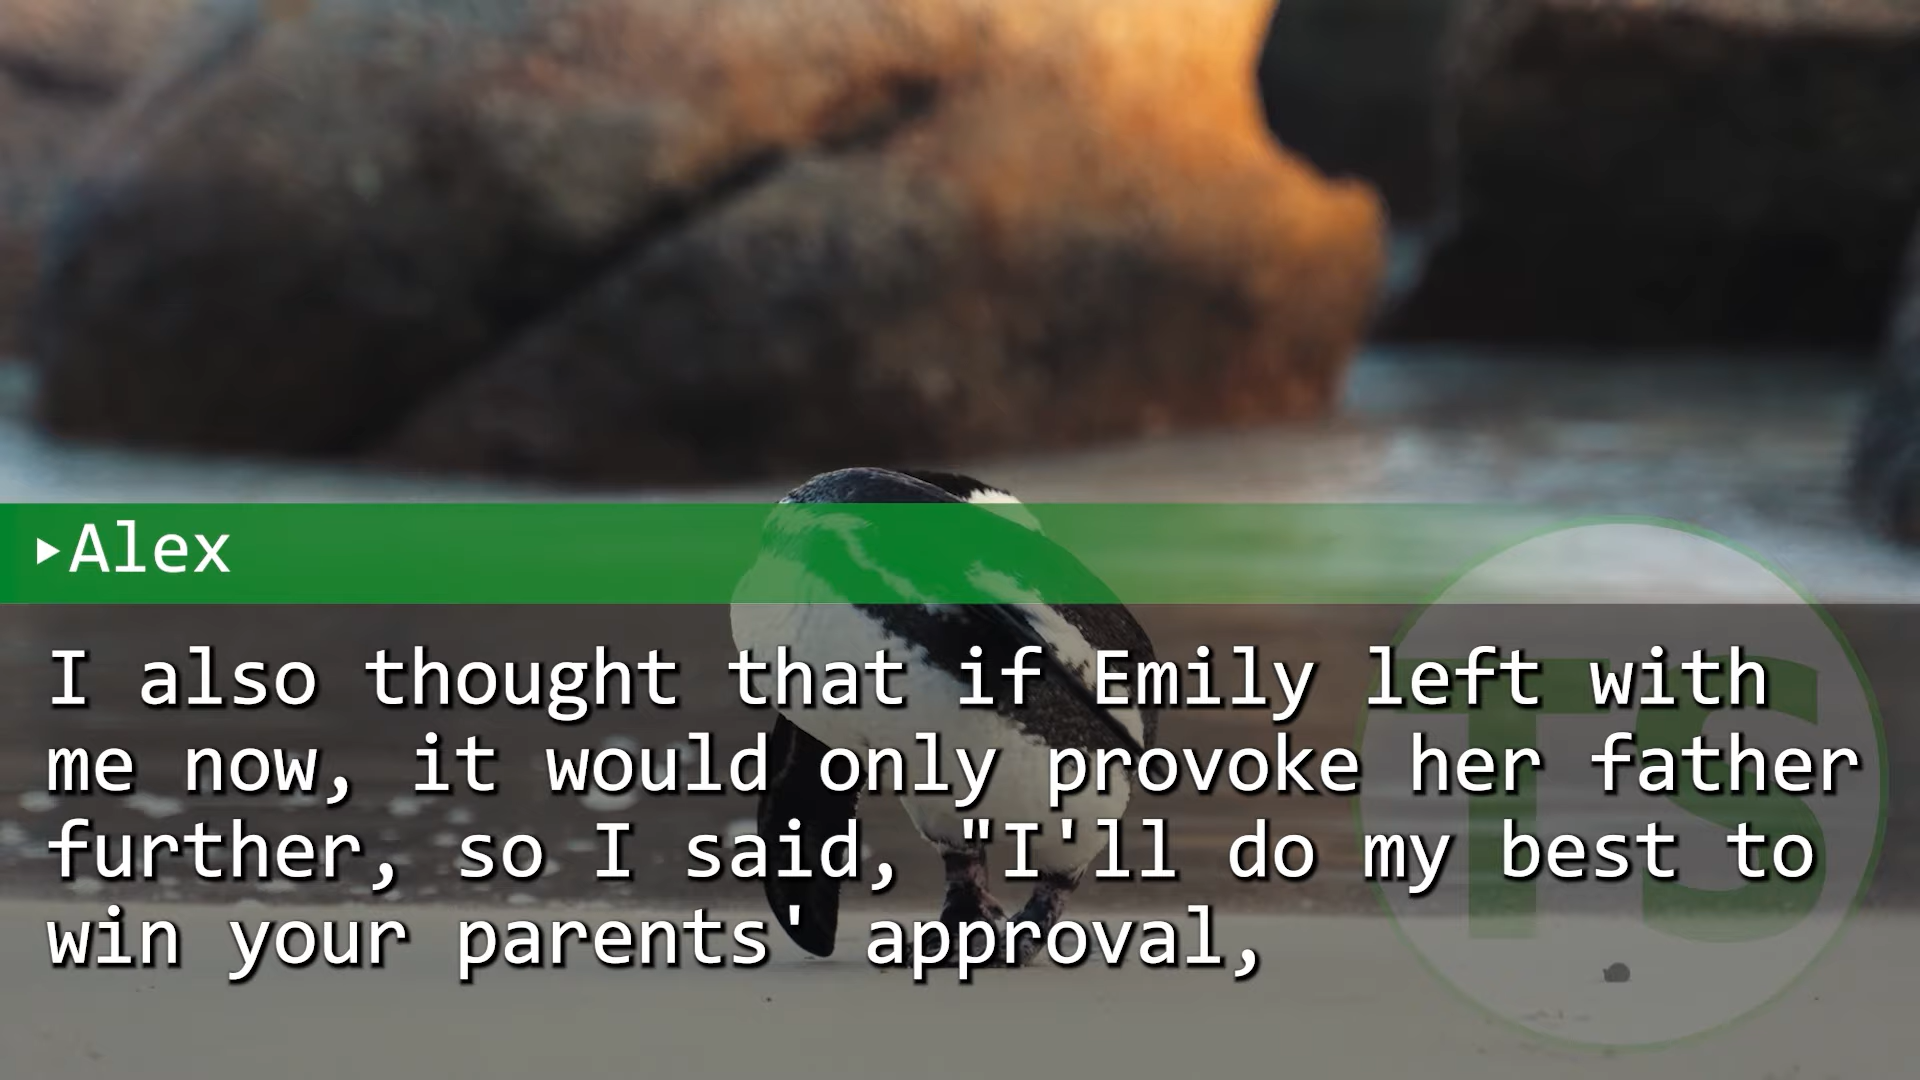 ▶Alex
I also thought that if Emily left with
me now, it would only provoke her father
further, so I said, "I'll do my best to
win your parents' approval,
TS